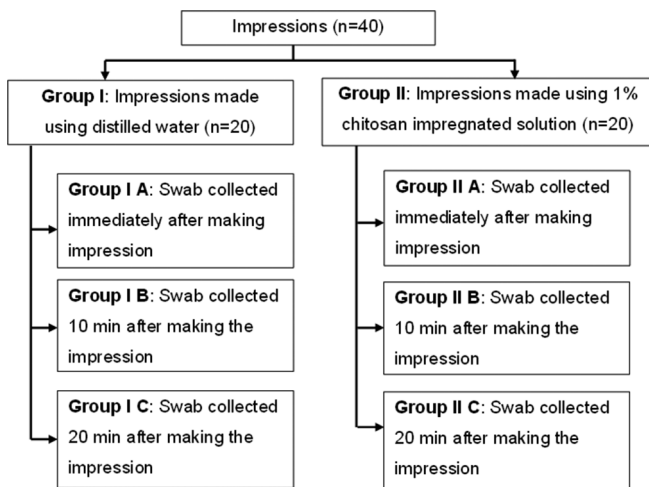 Impressions (n=40)
Group I: Impressions made
using distilled water (n=20)
Group I A: Swab collected
immediately after making
impression
Group I B: Swab collected
10 min after making the
impression
Group I C: Swab collected
20 min after making the
impression
Group II: Impressions made using 1%
chitosan impregnated solution (n=20)
Group II A: Swab collected
immediately after making
impression
Group II B: Swab collected
10 min after making the
impression
Group II C: Swab collected
20 min after making the
impression